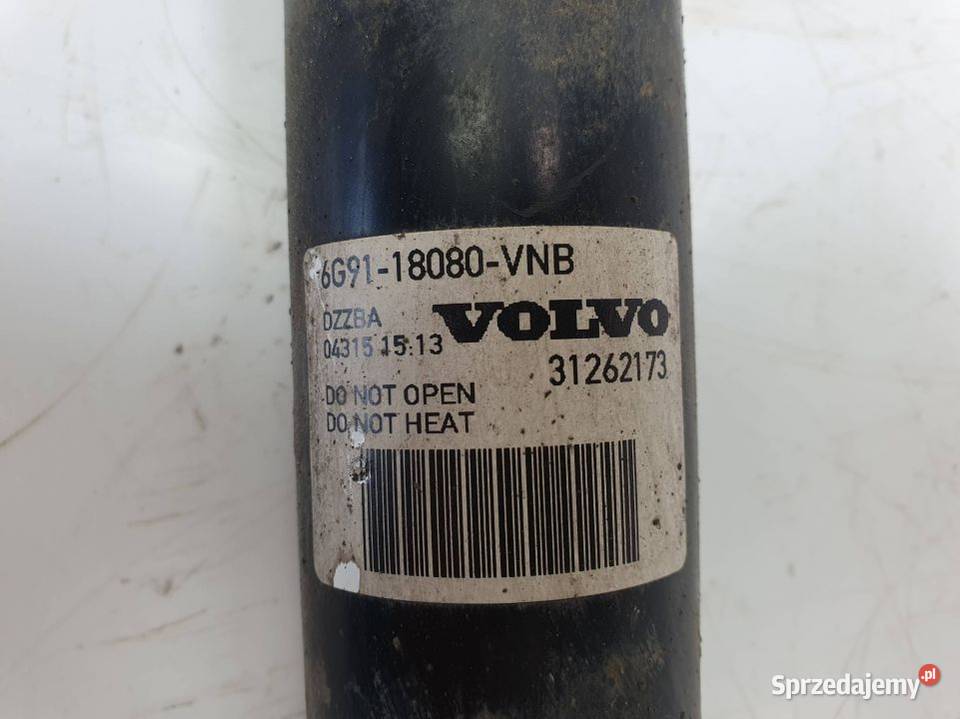 6G91-18080-VNB
DZZBA
VOLVO
04315 15:13
31262173
DO NOT OPEN
DO NOT HEAT
Sprzedajemy.pl